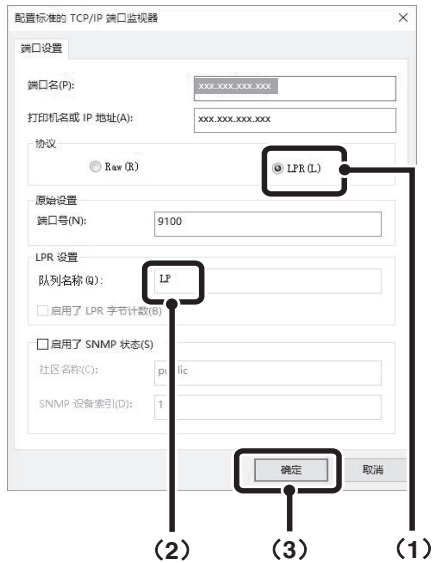 配置标准的 TCP/IP 端口监视器
端口设置
端口名(P): xxx.xxx.xxx.xxx
打印机名或 IP 地址(A): xxx.xxx.xxx.xxx
协议
Raw (R) LPR (L)
原始设置
端口号(N): 9100
LPR 设置
队列名称(Q): LP
启用了 LPR 字节计数(B)
启用了 SNMP 状态(S)
社区名称(C): public
SNMP 设备索引(D): 1
确定 取消
(2) (3) (1)